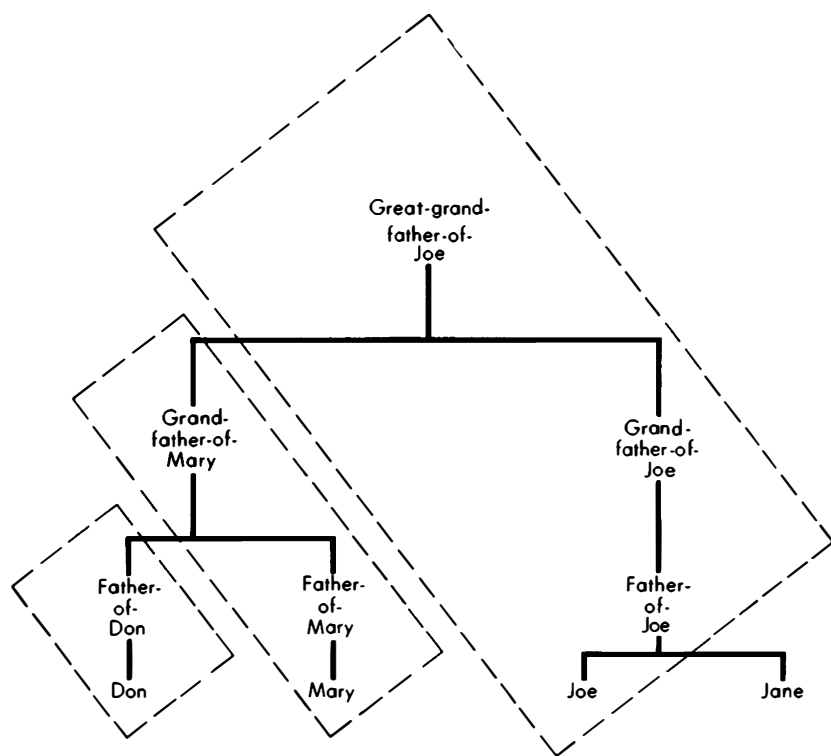 Great-grand-
father-of-
Joe
Grand-
father-of-
Mary
Grand-
father-of-
Joe
Father-
of-
Don
Father-
of-
Mary
Father-
of-
Joe
Don
Mary
Joe
Jane